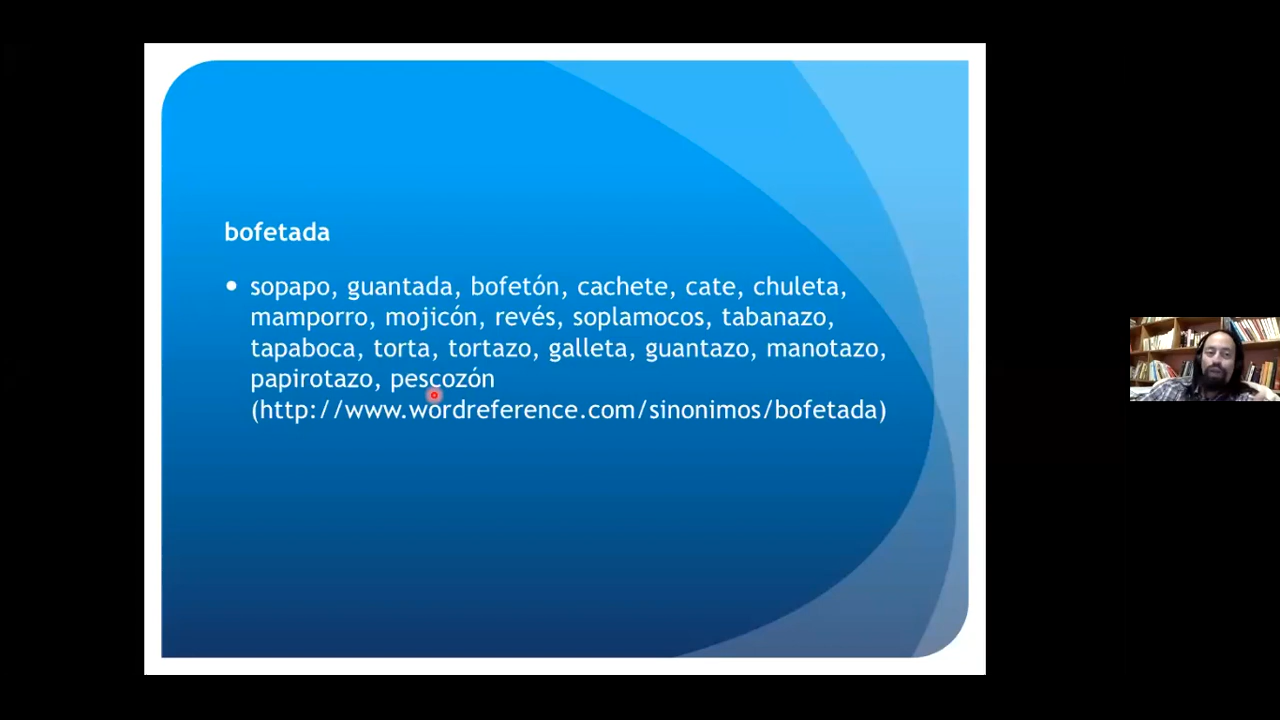 bofetada
• sopapo, guantada, bofetón, cachete, cate, chuleta,
mamporro, mojicón, revés, soplamocos, tabanazo,
tapaboca, torta, tortazo, galleta, guantazo, manotazo,
papirotazo, pescozón
(http://www.wordreference.com/sinonimos/bofetada)